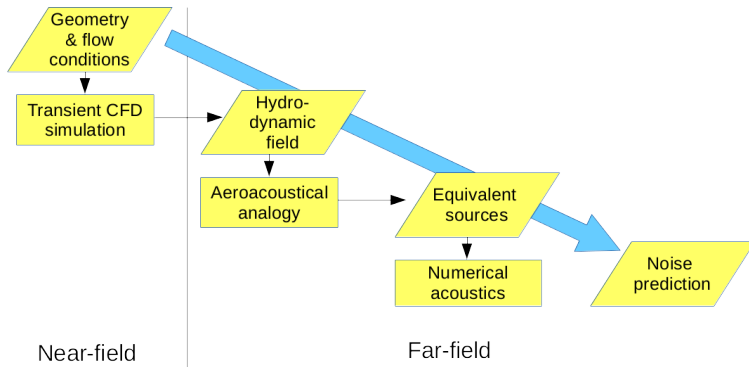 Geometry
& flow
conditions
Transient CFD
simulation
Hydro-
dynamic
field
Aeroacoustical
analogy
Equivalent
sources
Numerical
acoustics
Noise
prediction
Near-field
Far-field